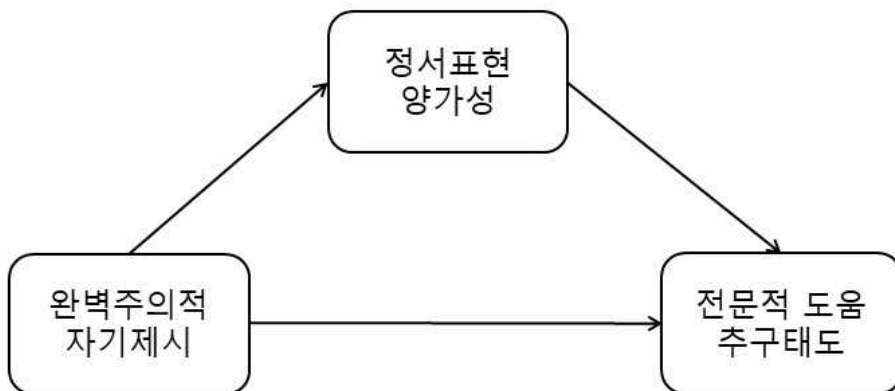 정서표현
양가성
완벽주의적
자기제시
전문적 도움
추구태도